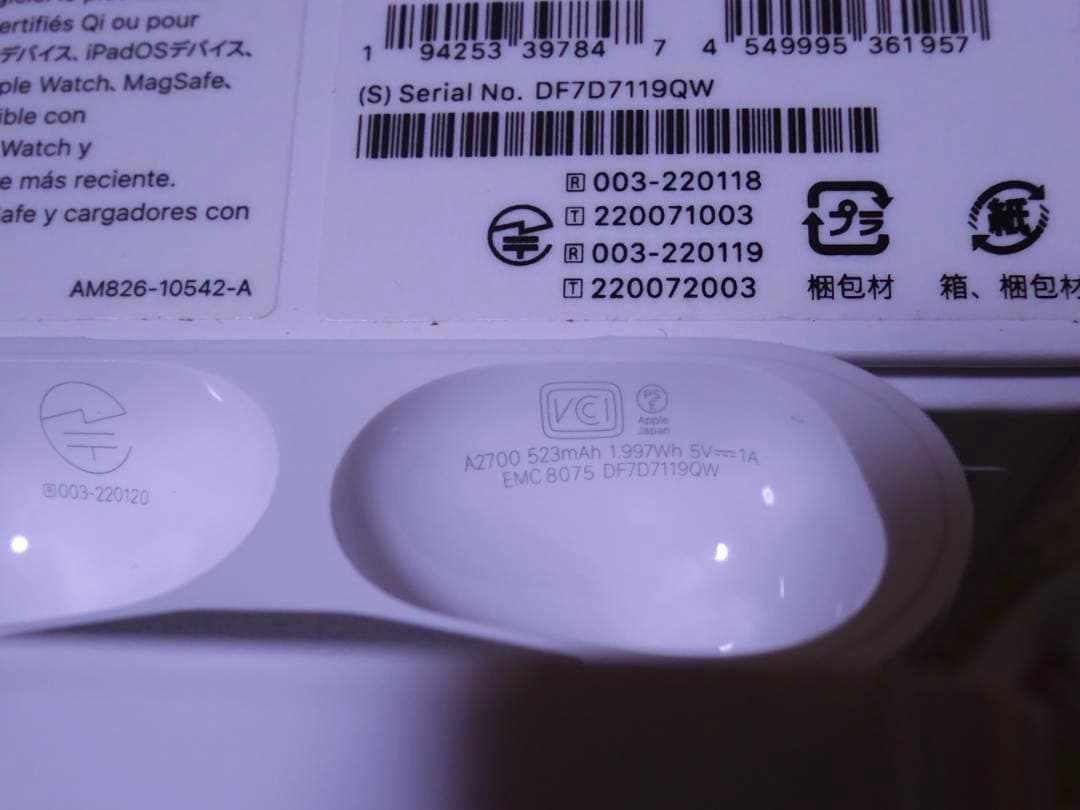 gicie
ertifiés Qi ou pour
デバイス、iPadOSデバイス、
ple Watch、MagSafe、
ible con
Watch y
e más reciente.
afe y cargadores con
AM826-10542-A
1 94253 39784 7
4 549995 361957
(S) Serial No. DF7D7119QW
R 003-220118
T 220071003
R 003-220119
T 220072003
プラ
梱包材
紙
箱、梱包材
R003-220120
VCI
PS
E
Apple
Japan
A2700 523mAh 1.997Wh 5V⎓1A
EMC 8075 DF7D7119QW